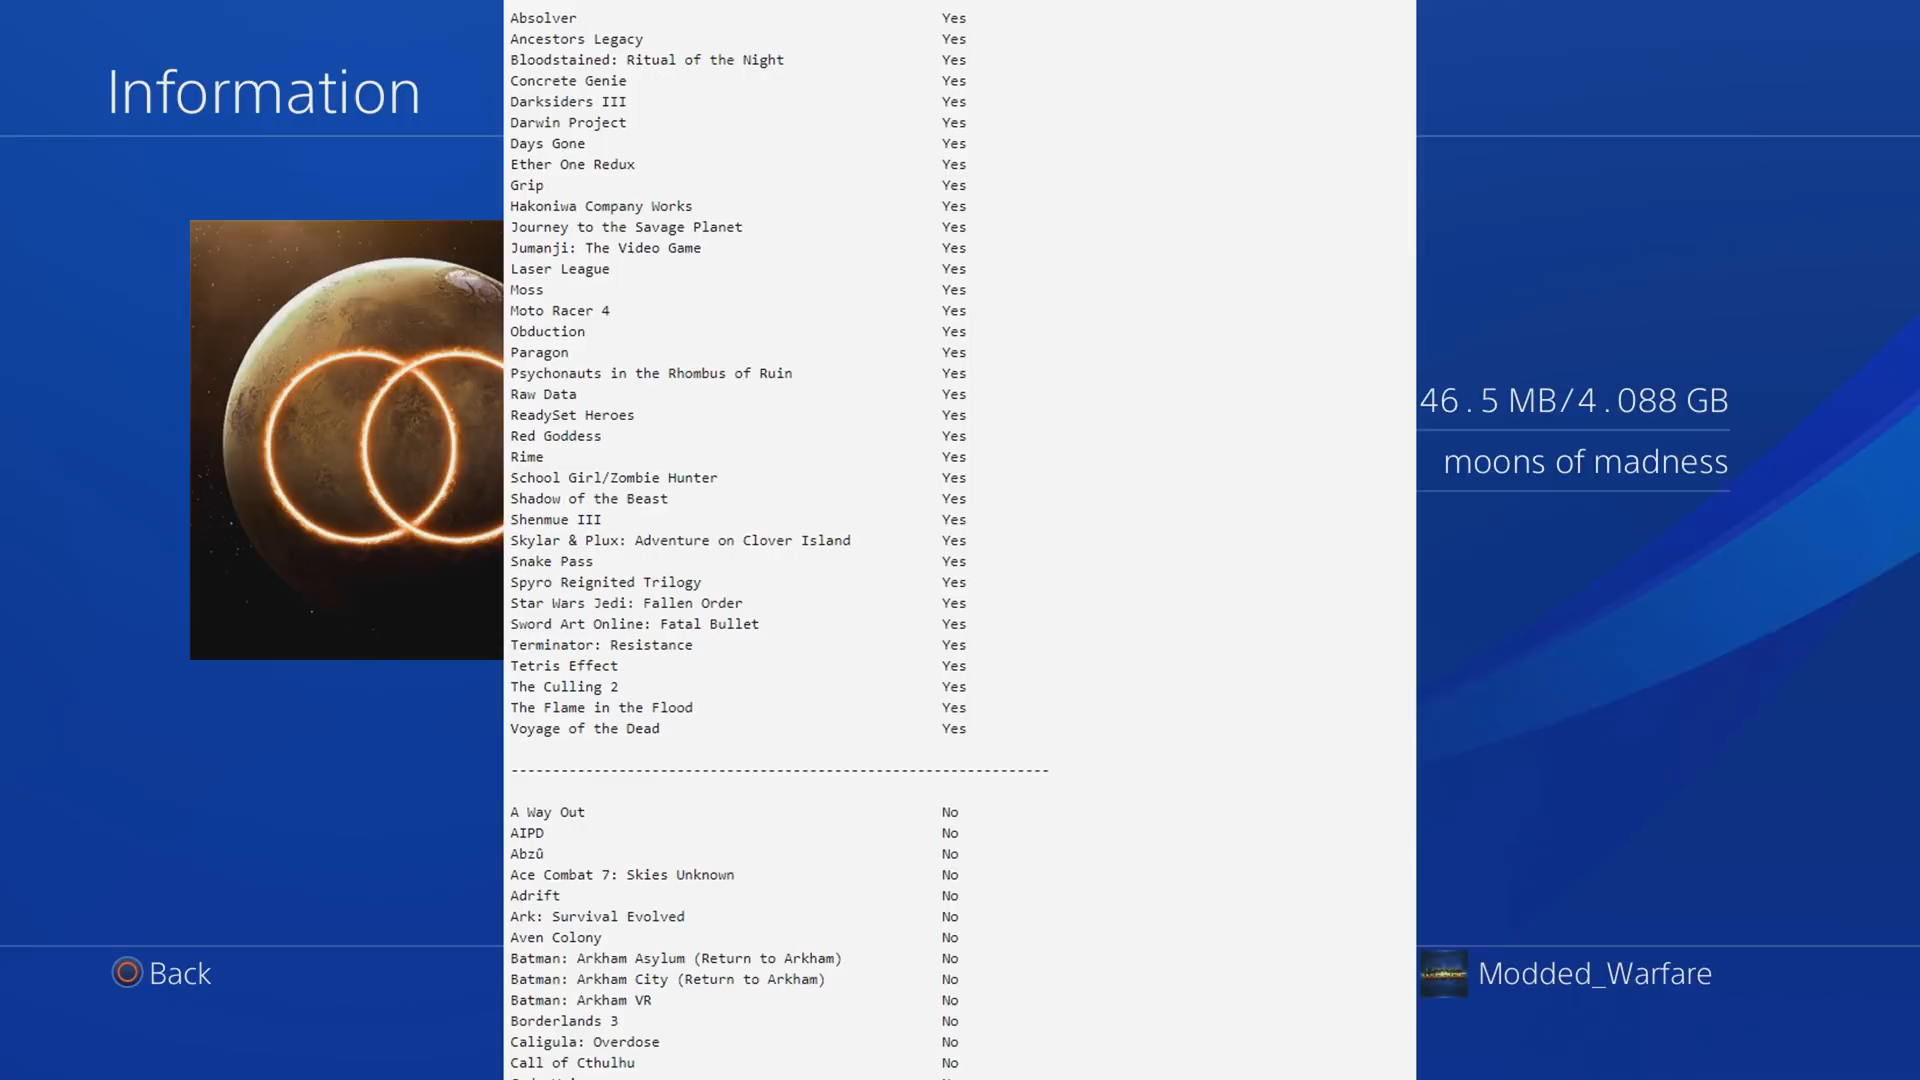 Information
Absolver Yes
Ancestors Legacy Yes
Bloodstained: Ritual of the Night Yes
Concrete Genie Yes
Darksiders III Yes
Darwin Project Yes
Days Gone Yes
Ether One Redux Yes
Grip Yes
Hakoniwa Company Works Yes
Journey to the Savage Planet Yes
Jumanji: The Video Game Yes
Laser League Yes
Moss Yes
Moto Racer 4 Yes
Obduction Yes
Paragon Yes
Psychonauts in the Rhombus of Ruin Yes
Raw Data Yes
ReadySet Heroes Yes
Red Goddess Yes
Rime Yes
School Girl/Zombie Hunter Yes
Shadow of the Beast Yes
Shenmue III Yes
Skylar & Plux: Adventure on Clover Island Yes
Snake Pass Yes
Spyro Reignited Trilogy Yes
Star Wars Jedi: Fallen Order Yes
Sword Art Online: Fatal Bullet Yes
Terminator: Resistance Yes
Tetris Effect Yes
The Culling 2 Yes
The Flame in the Flood Yes
Voyage of the Dead Yes
-----------------------------------------------------------------
A Way Out No
AIPD No
Abzû No
Ace Combat 7: Skies Unknown No
Adrift No
Ark: Survival Evolved No
Aven Colony No
Batman: Arkham Asylum (Return to Arkham) No
Batman: Arkham City (Return to Arkham) No
Batman: Arkham VR No
Borderlands 3 No
Caligula: Overdose No
Call of Cthulhu No
46.5 MB/4.088 GB
moons of madness
Back
Modded_Warfare